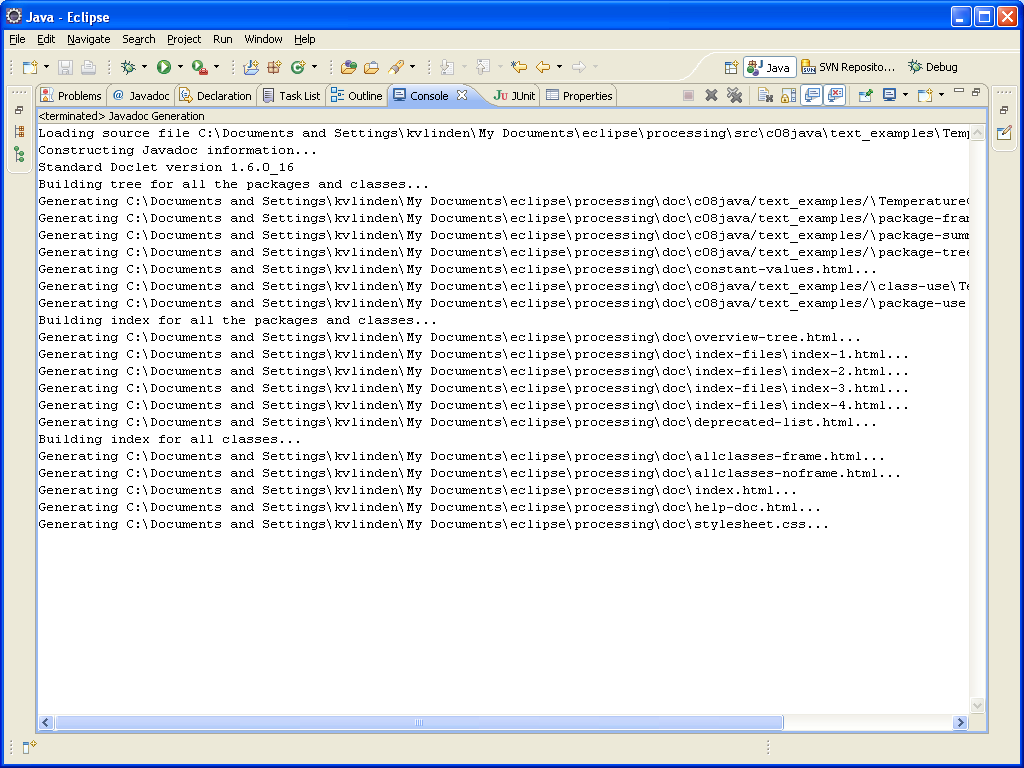 Java - Eclipse
File Edit Navigate Search Project Run Window Help
Java SVN Reposito... Debug
Problems @ Javadoc Declaration Task List Outline Console JUnit Properties
<terminated> Javadoc Generation
Loading source file C:\Documents and Settings\kvlinden\My Documents\eclipse\processing\src\c08java\text_examples\Temp
Constructing Javadoc information...
Standard Doclet version 1.6.0_16
Building tree for all the packages and classes...
Generating C:\Documents and Settings\kvlinden\My Documents\eclipse\processing\doc\c08java/text_examples/\Temperature
Generating C:\Documents and Settings\kvlinden\My Documents\eclipse\processing\doc\c08java/text_examples/\package-fram
Generating C:\Documents and Settings\kvlinden\My Documents\eclipse\processing\doc\c08java/text_examples/\package-summ
Generating C:\Documents and Settings\kvlinden\My Documents\eclipse\processing\doc\c08java/text_examples/\package-tree
Generating C:\Documents and Settings\kvlinden\My Documents\eclipse\processing\doc\constant-values.html...
Generating C:\Documents and Settings\kvlinden\My Documents\eclipse\processing\doc\c08java/text_examples/\class-use\Te
Generating C:\Documents and Settings\kvlinden\My Documents\eclipse\processing\doc\c08java/text_examples/\package-use
Building index for all the packages and classes...
Generating C:\Documents and Settings\kvlinden\My Documents\eclipse\processing\doc\overview-tree.html...
Generating C:\Documents and Settings\kvlinden\My Documents\eclipse\processing\doc\index-files\index-1.html...
Generating C:\Documents and Settings\kvlinden\My Documents\eclipse\processing\doc\index-files\index-2.html...
Generating C:\Documents and Settings\kvlinden\My Documents\eclipse\processing\doc\index-files\index-3.html...
Generating C:\Documents and Settings\kvlinden\My Documents\eclipse\processing\doc\index-files\index-4.html...
Generating C:\Documents and Settings\kvlinden\My Documents\eclipse\processing\doc\deprecated-list.html...
Building index for all classes...
Generating C:\Documents and Settings\kvlinden\My Documents\eclipse\processing\doc\allclasses-frame.html...
Generating C:\Documents and Settings\kvlinden\My Documents\eclipse\processing\doc\allclasses-noframe.html...
Generating C:\Documents and Settings\kvlinden\My Documents\eclipse\processing\doc\index.html...
Generating C:\Documents and Settings\kvlinden\My Documents\eclipse\processing\doc\help-doc.html...
Generating C:\Documents and Settings\kvlinden\My Documents\eclipse\processing\doc\stylesheet.css...